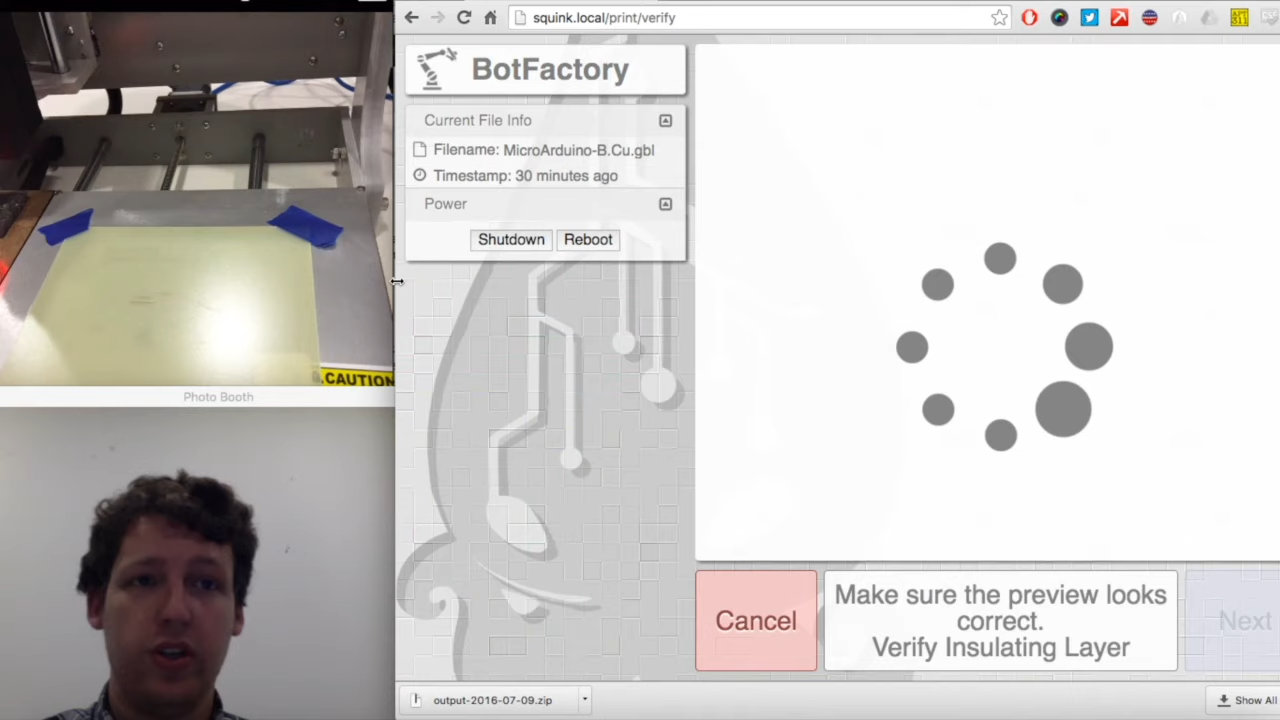 squink.local/print/verify
BotFactory
Current File Info
Filename: MicroArduino-B.Cu.gbl
Timestamp: 30 minutes ago
Power
Shutdown Reboot
CAUTION
Photo Booth
Cancel
Make sure the preview looks
correct.
Verify Insulating Layer
Next
output-2016-07-09.zip
Show All